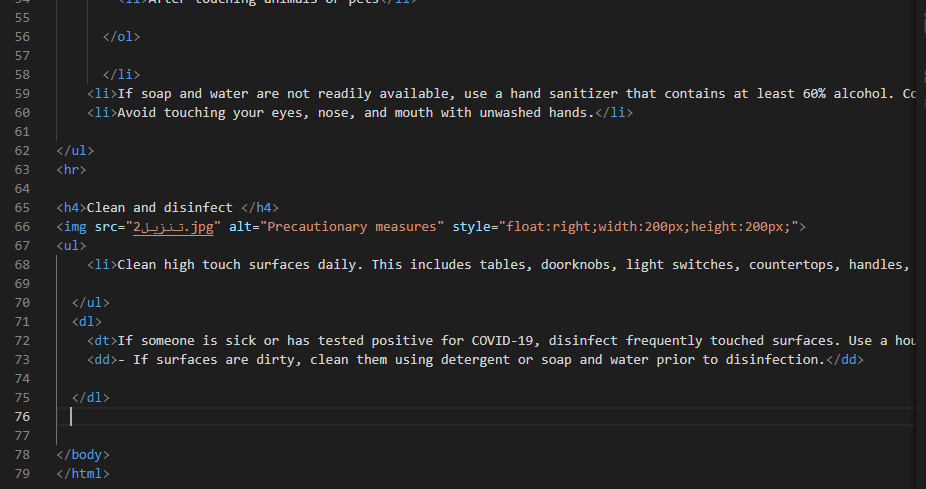 <li>After touching animals or pets</li>
55
56 </ol>
57
58 </li>
59 <li>If soap and water are not readily available, use a hand sanitizer that contains at least 60% alcohol.
60 <li>Avoid touching your eyes, nose, and mouth with unwashed hands.</li>
61
62 </ul>
63 <hr>
64
65 <h4>Clean and disinfect </h4>
66 <img src="تنزيل2.jpg" alt="Precautionary measures" style="float:right;width:200px;height:200px;">
67 <ul>
68 <li>Clean high touch surfaces daily. This includes tables, doorknobs, light switches, countertops, handles,
69
70 </ul>
71 <dl>
72 <dt>If someone is sick or has tested positive for COVID-19, disinfect frequently touched surfaces. Use a
73 <dd>- If surfaces are dirty, clean them using detergent or soap and water prior to disinfection.</dd>
74
75 </dl>
76
77
78 </body>
79 </html>